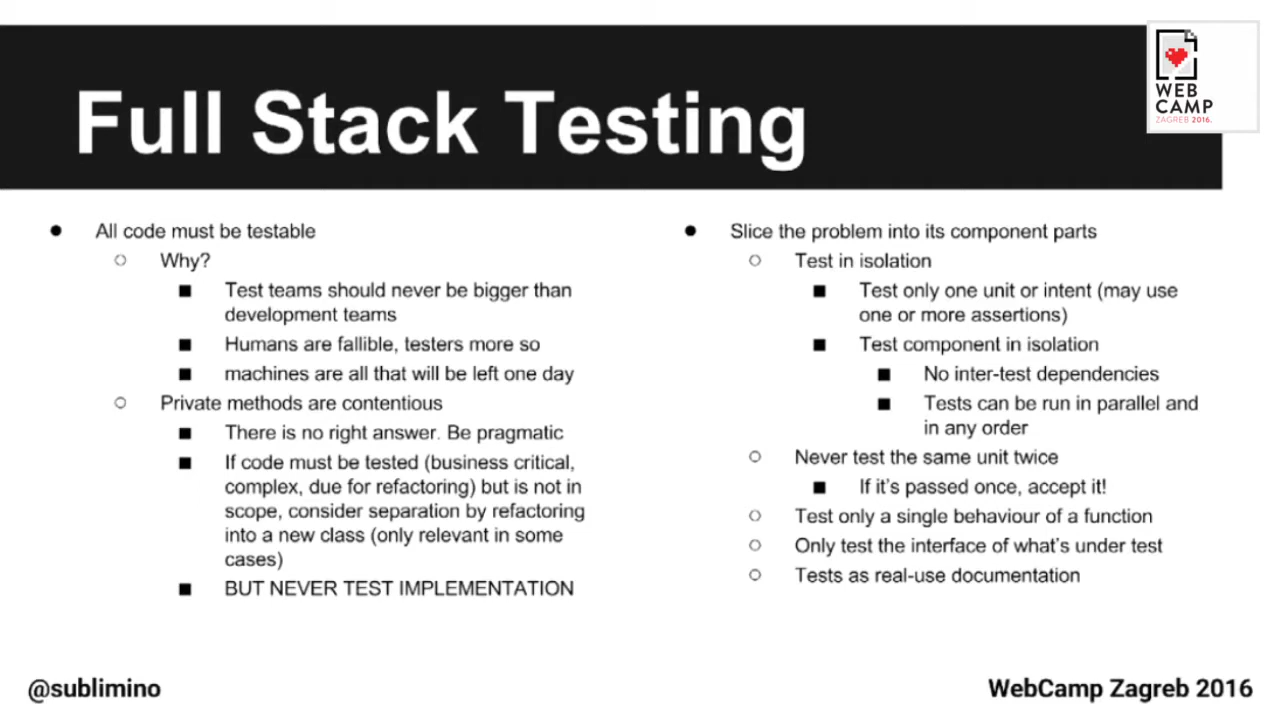 WEB
CAMP
ZAGREB 2016.
Full Stack Testing
All code must be testable
Why?
Test teams should never be bigger than
development teams
Humans are fallible, testers more so
machines are all that will be left one day
Private methods are contentious
There is no right answer. Be pragmatic
If code must be tested (business critical,
complex, due for refactoring) but is not in
scope, consider separation by refactoring
into a new class (only relevant in some
cases)
BUT NEVER TEST IMPLEMENTATION
Slice the problem into its component parts
Test in isolation
Test only one unit or intent (may use
one or more assertions)
Test component in isolation
No inter-test dependencies
Tests can be run in parallel and
in any order
Never test the same unit twice
If it's passed once, accept it!
Test only a single behaviour of a function
Only test the interface of what's under test
Tests as real-use documentation
@sublimino
WebCamp Zagreb 2016